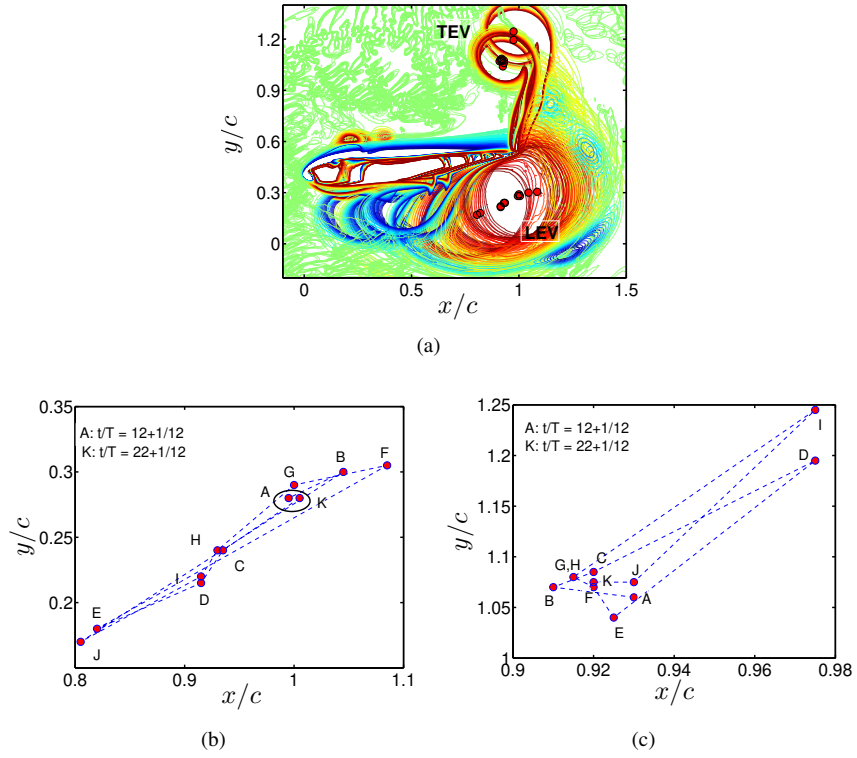 TEV
LEV
1.2
0.9
0.6
0.3
0
y/c
0
0.5
1
1.5
x/c
(a)
0.35
0.3
0.25
0.2
y/c
A: t/T = 12+1/12
K: t/T = 22+1/12
G
B
F
A
K
H
C
I
D
E
J
0.8
0.9
1
1.1
x/c
(b)
1.25
1.2
1.15
1.1
1.05
1
y/c
A: t/T = 12+1/12
K: t/T = 22+1/12
I
D
G,H
C
J
K
B
F
A
E
0.9
0.92
0.94
0.96
0.98
x/c
(c)